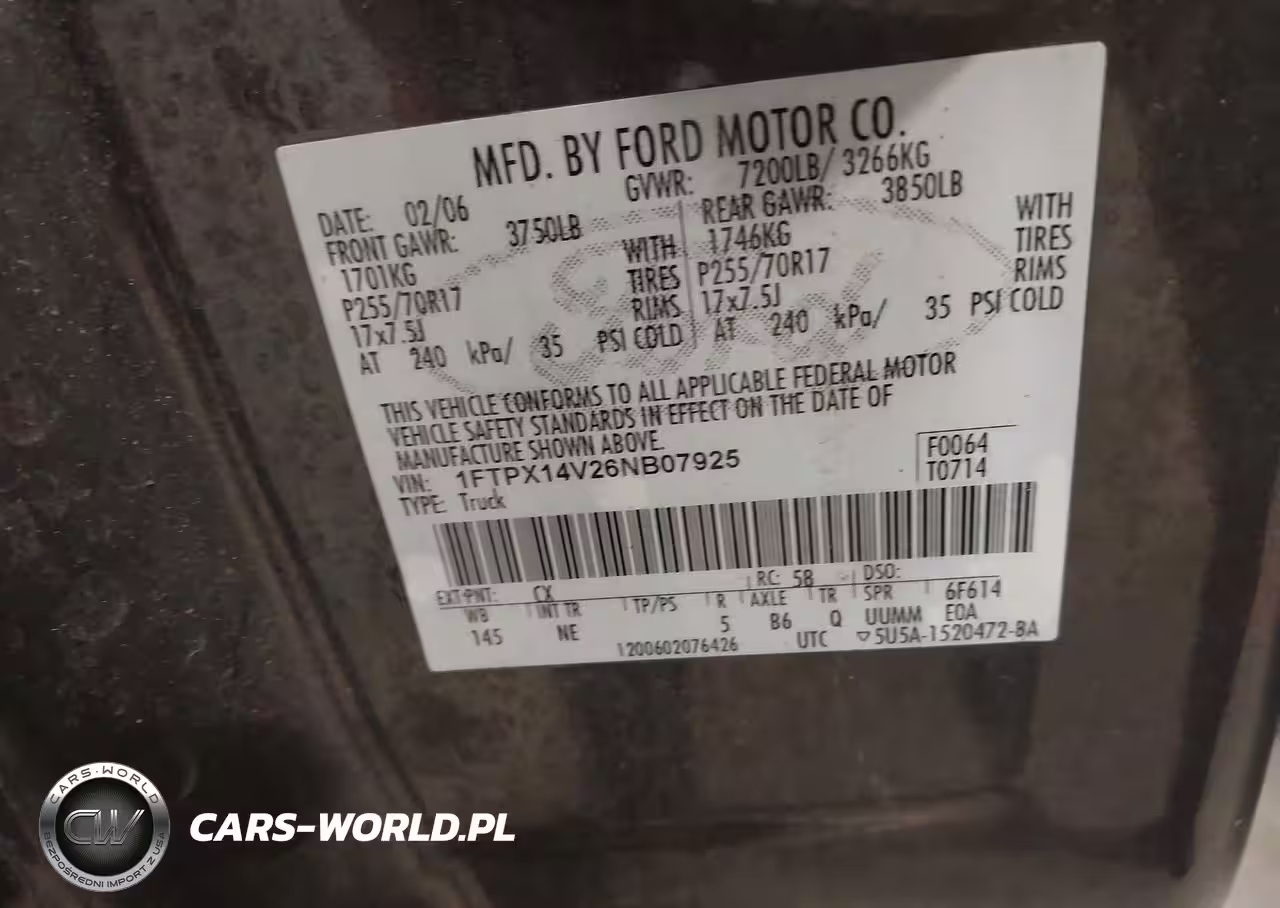 MFD. BY FORD MOTOR CO.
DATE: 02/06 GVWR: 7200LB/ 3266KG
FRONT GAWR: 3750LB REAR GAWR: 3850LB
1701KG WITH 1746KG WITH
P255/70R17 TIRES P255/70R17 TIRES
17x7.5J RIMS 17x7.5J RIMS
AT 240 kPa/ 35 PSI COLD AT 240 kPa/ 35 PSI COLD
THIS VEHICLE CONFORMS TO ALL APPLICABLE FEDERAL MOTOR
VEHICLE SAFETY STANDARDS IN EFFECT ON THE DATE OF
MANUFACTURE SHOWN ABOVE.
VIN: 1FTPX14V26NB07925 F0064
TYPE: Truck T0714
EXT PNT: CX RC: 58 DSO:
WB INT TR TP/PS R AXLE TR SPR 6F614
145 NE 5 B6 Q UUMM EOA
1200602076426 UTC ▽5U5A-1520472-BA
CARS-WORLD
CW
BEZPOŚREDNI IMPORT Z USA
CARS-WORLD.PL